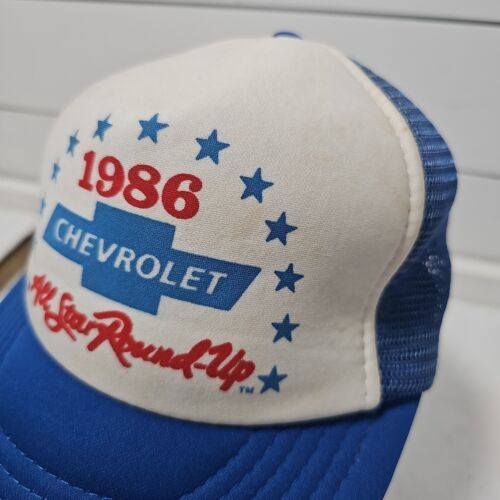 1986
CHEVROLET
All Star Round-Up
™